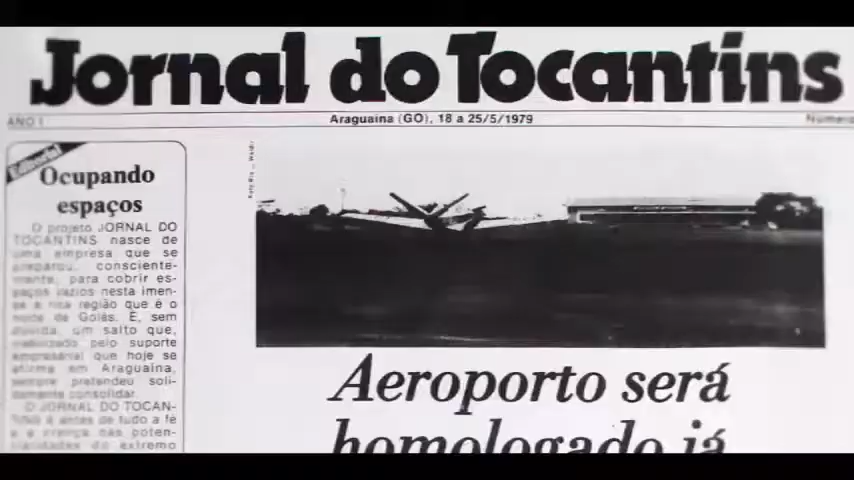 Jornal do Tocantins
ANO I
Araguaína (GO), 18 a 25/5/1979
Número
Editorial
Ocupando
espaços
O projeto JORNAL DO
TOCANTINS nasce de
uma empresa que se
preparou, consciente-
mente, para cobrir es-
paços vazios nesta imen-
sa e rica região que é o
norte de Goiás. É, sem
dúvida, um salto que,
pelo suporte
empresarial que hoje se
afirma em Araguaína,
sempre pretendeu soli-
damente consolidar.
O JORNAL DO TOCAN-
TINS é antes de tudo a fé
e a crença nas poten-
cialidades do extremo
Aeroporto será
homologado já